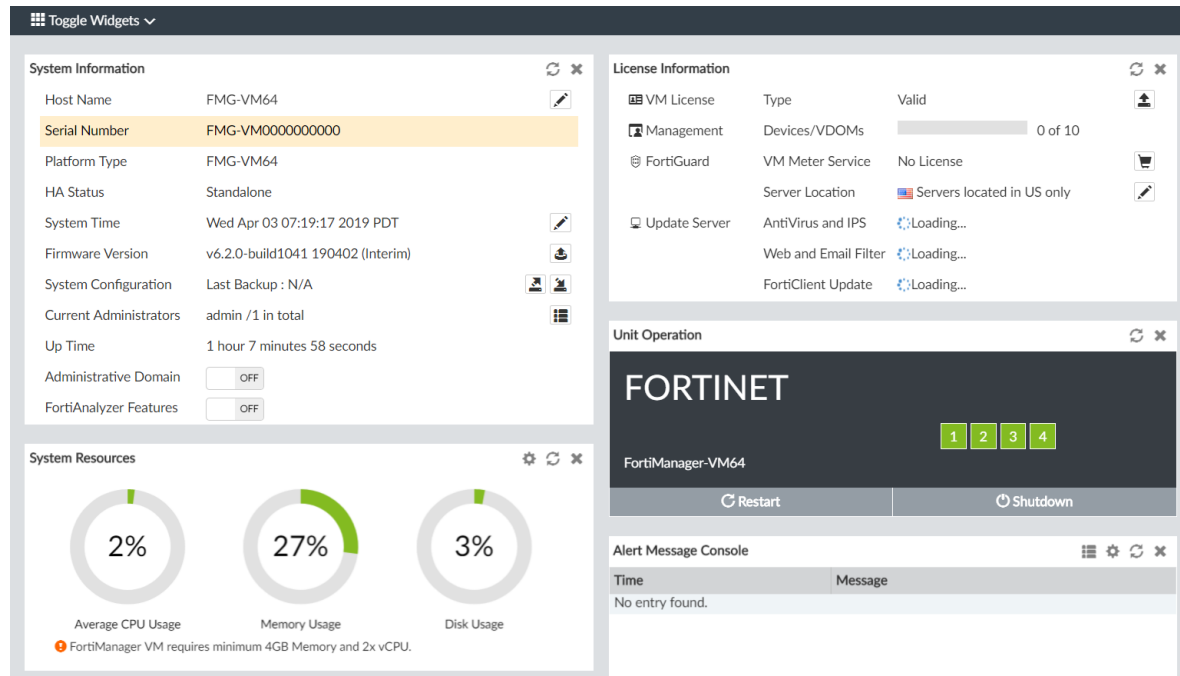 Toggle Widgets
System Information
Host Name FMG-VM64
Serial Number FMG-VM0000000000
Platform Type FMG-VM64
HA Status Standalone
System Time Wed Apr 03 07:19:17 2019 PDT
Firmware Version v6.2.0-build1041 190402 (Interim)
System Configuration Last Backup : N/A
Current Administrators admin /1 in total
Up Time 1 hour 7 minutes 58 seconds
Administrative Domain OFF
FortiAnalyzer Features OFF
System Resources
2% 27% 3%
Average CPU Usage Memory Usage Disk Usage
FortiManager VM requires minimum 4GB Memory and 2x vCPU.
License Information
VM License Type Valid
Management Devices/VDOMs 0 of 10
FortiGuard VM Meter Service No License
Server Location Servers located in US only
Update Server AntiVirus and IPS Loading...
Web and Email Filter Loading...
FortiClient Update Loading...
Unit Operation
FORTINET
1 2 3 4
FortiManager-VM64
Restart Shutdown
Alert Message Console
Time Message
No entry found.